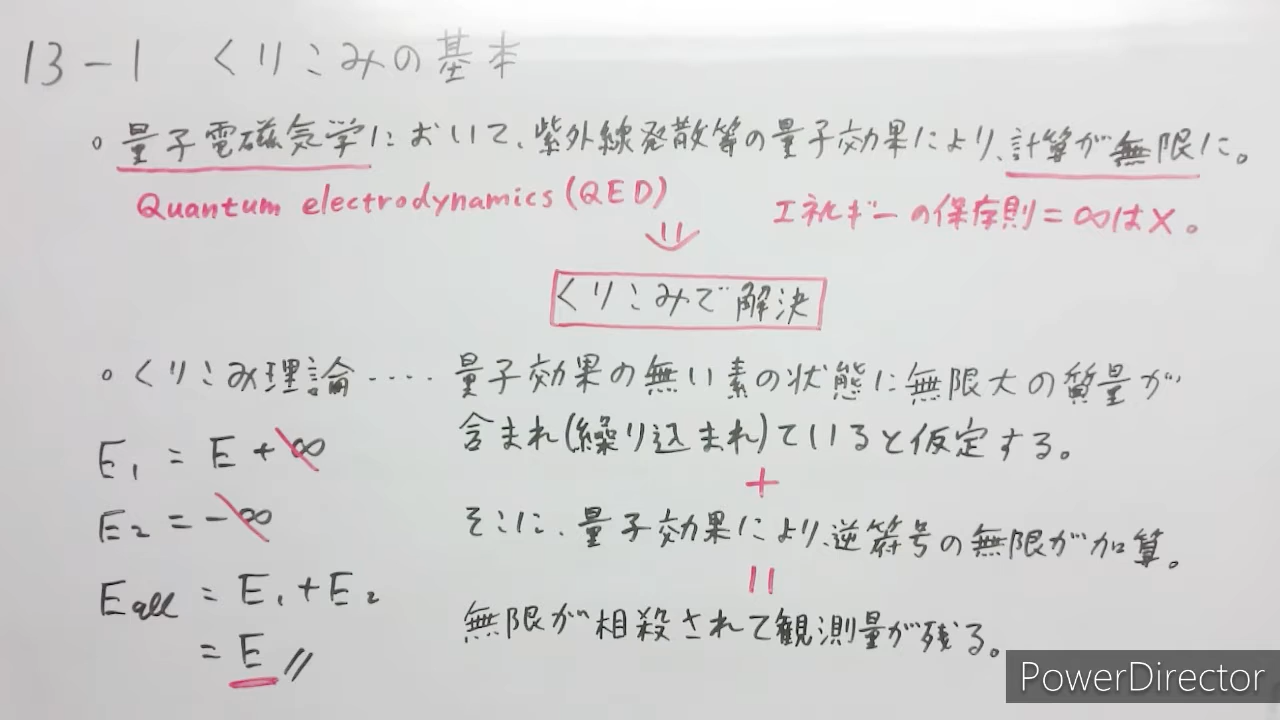 13-1 くりこみの基本
。量子電磁気学において、紫外線発散等の量子効果により、計算が無限に。
Quantum electrodynamics(QED)
エネルギーの保存則=∞は×。
⇓
くりこみで解決
。くりこみ理論‥‥量子効果の無い素の状態に無限大の質量が
含まれ(繰り込まれ)ていると仮定する。
+
そこに、量子効果により、逆符号の無限が加算。
=
無限が相殺されて観測量が残る。
E₁ = E + ∞
E₂ = -∞
Eall = E₁ + E₂
= E //
PowerDirector